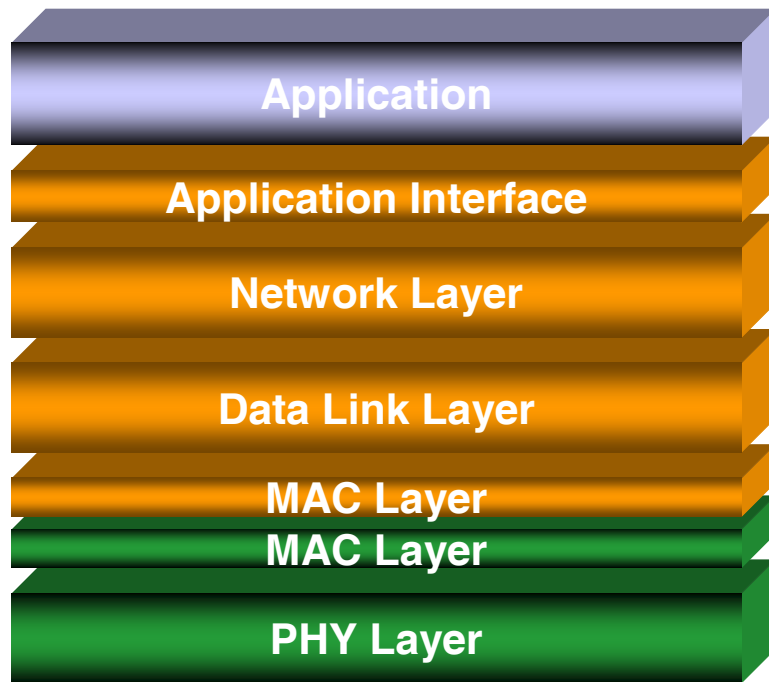 Application
Application Interface
Network Layer
Data Link Layer
MAC Layer
MAC Layer
PHY Layer